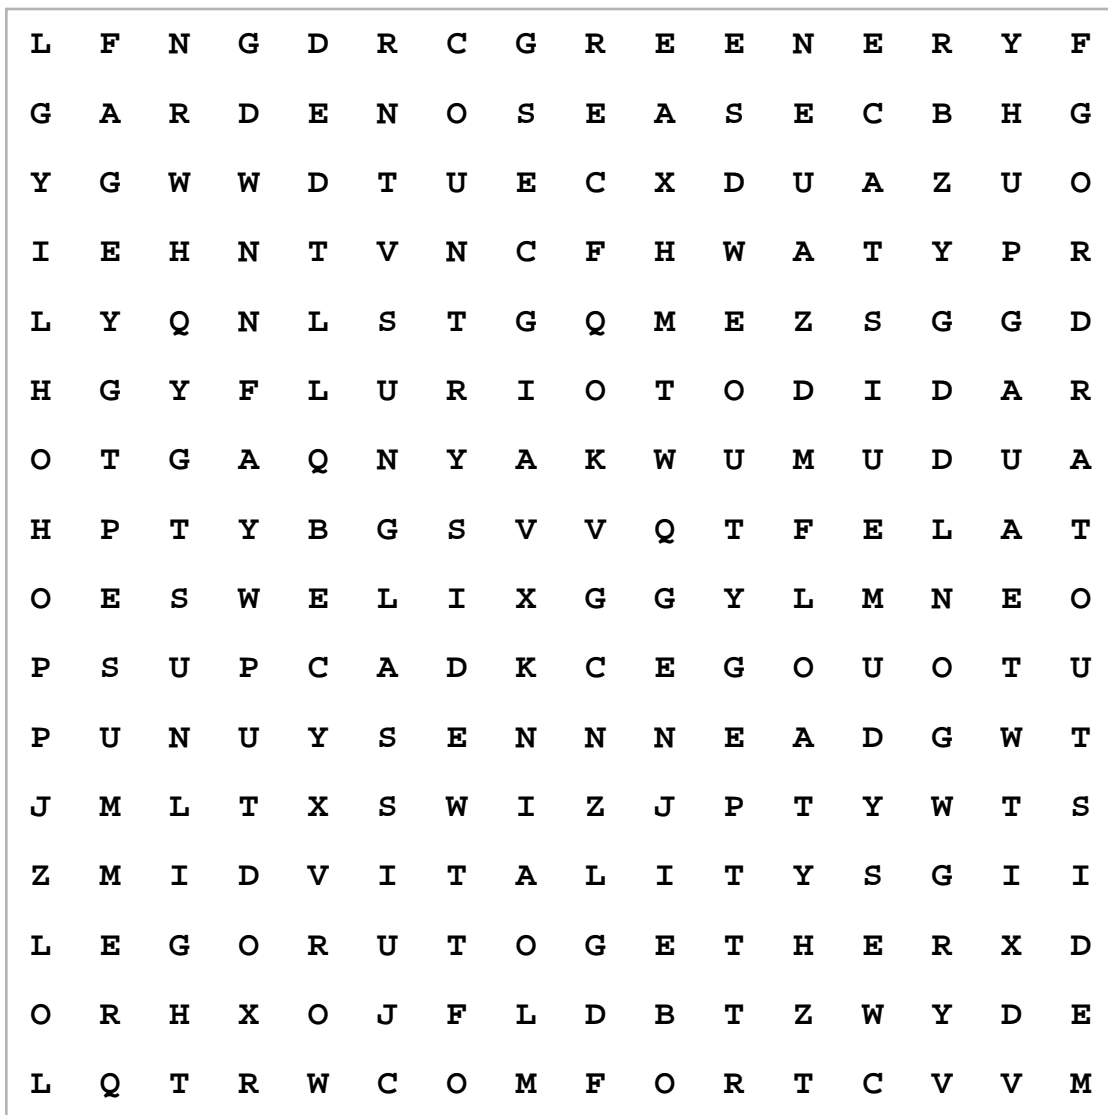 L F N G D R C G R E E N E R Y F
G A R D E N O S E A S E C B H G
Y G W W D T U E C X D U A Z U O
I E H N T V N C F H W A T Y P R
L Y Q N L S T G Q M E Z S G G D
H G Y F L U R I O T O D I D A R
O T G A Q N Y A K W U M U D U A
H P T Y B G S V V Q T F E L A T
O E S W E L I X G G Y L M N E O
P S U P C A D K C E G O U O T U
P U N U Y S E N N N E A D G W T
J M L T X S W I Z J P T Y W T S
Z M I D V I T A L I T Y S G I I
L E G O R U T O G E T H E R X D
O R H X O J F L D B T Z W Y D E
L Q T R W C O M F O R T C V V M